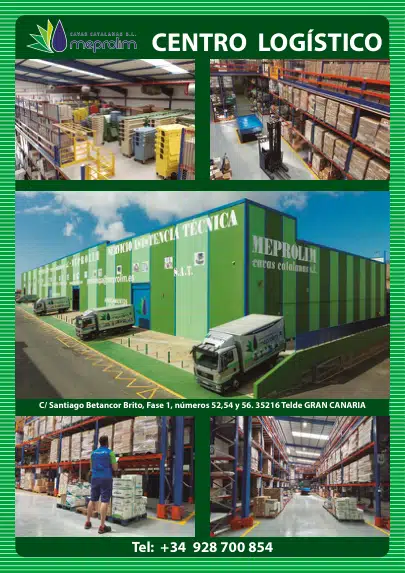 CAVAS CATALANAS S.L.
meprolim
CENTRO LOGÍSTICO
SERVICIO ASISTENCIA TÉCNICA
S.A.T.
MEPROLIM
cavas catalanas s.l.
C/ Santiago Betancor Brito, Fase 1, números 52,54 y 56. 35216 Telde GRAN CANARIA
Tel: +34 928 700 854